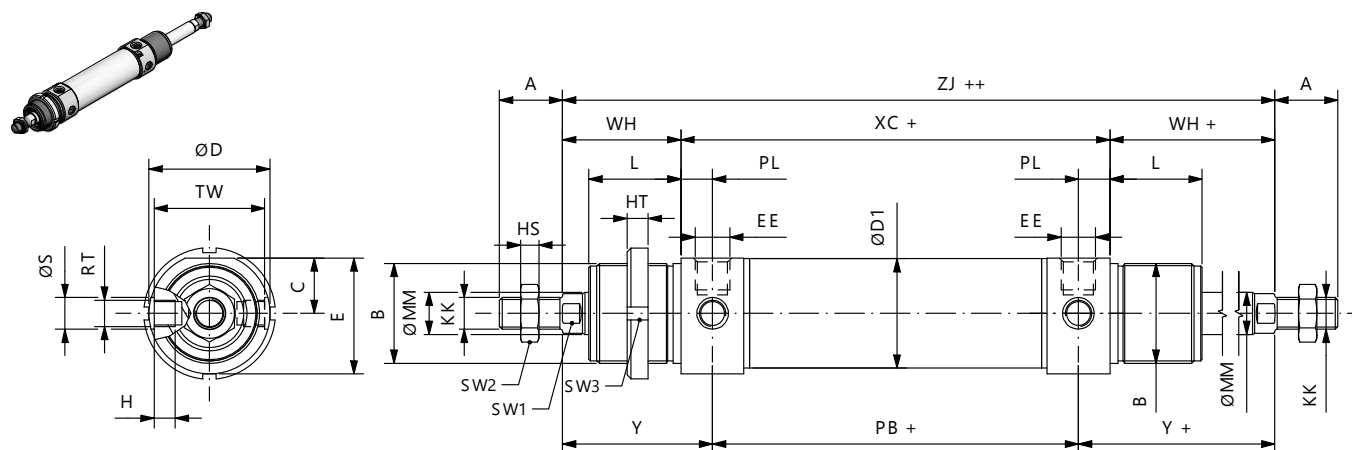 A
ZJ ++
A
WH
XC +
WH +
L
PL
PL
L
HT
HS
EE
EE
ØD1
B
ØMM
KK
SW2
SW1
SW3
B
ØMM
KK
Y
PB +
Y +
ØD
TW
ØS
RT
C
E
H